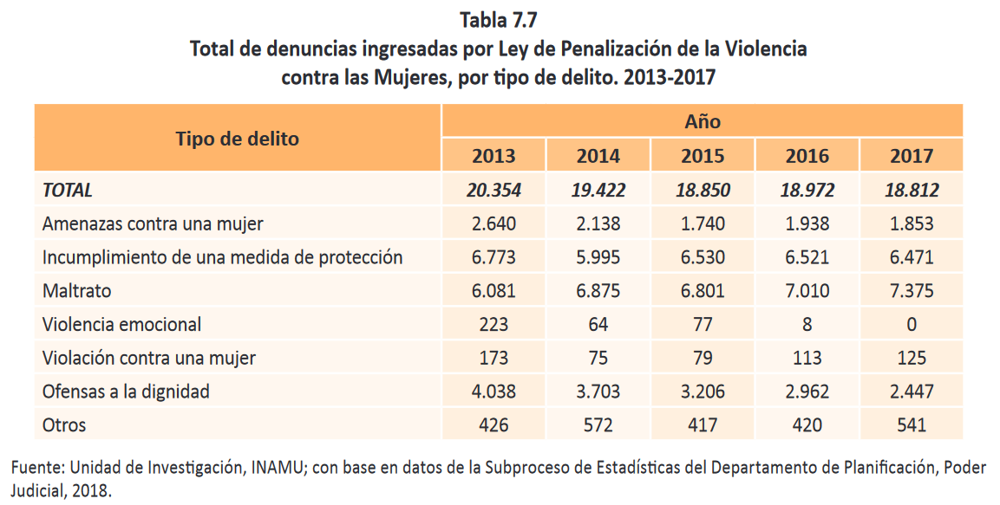 Tabla 7.7
Total de denuncias ingresadas por Ley de Penalización de la Violencia
contra las Mujeres, por tipo de delito. 2013-2017
Tipo de delito Año
2013 2014 2015 2016 2017
TOTAL 20.354 19.422 18.850 18.972 18.812
Amenazas contra una mujer 2.640 2.138 1.740 1.938 1.853
Incumplimiento de una medida de protección 6.773 5.995 6.530 6.521 6.471
Maltrato 6.081 6.875 6.801 7.010 7.375
Violencia emocional 223 64 77 8 0
Violación contra una mujer 173 75 79 113 125
Ofensas a la dignidad 4.038 3.703 3.206 2.962 2.447
Otros 426 572 417 420 541
Fuente: Unidad de Investigación, INAMU; con base en datos de la Subproceso de Estadísticas del Departamento de Planificación, Poder
Judicial, 2018.